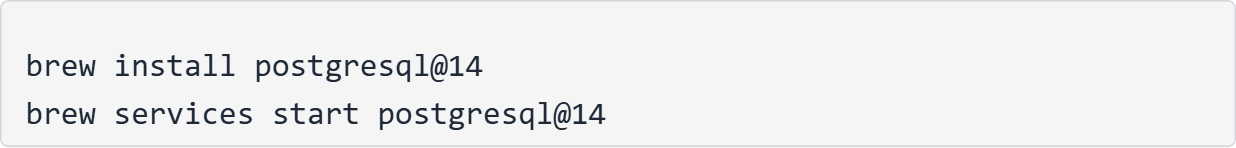 brew install postgresql@14
brew services start postgresql@14